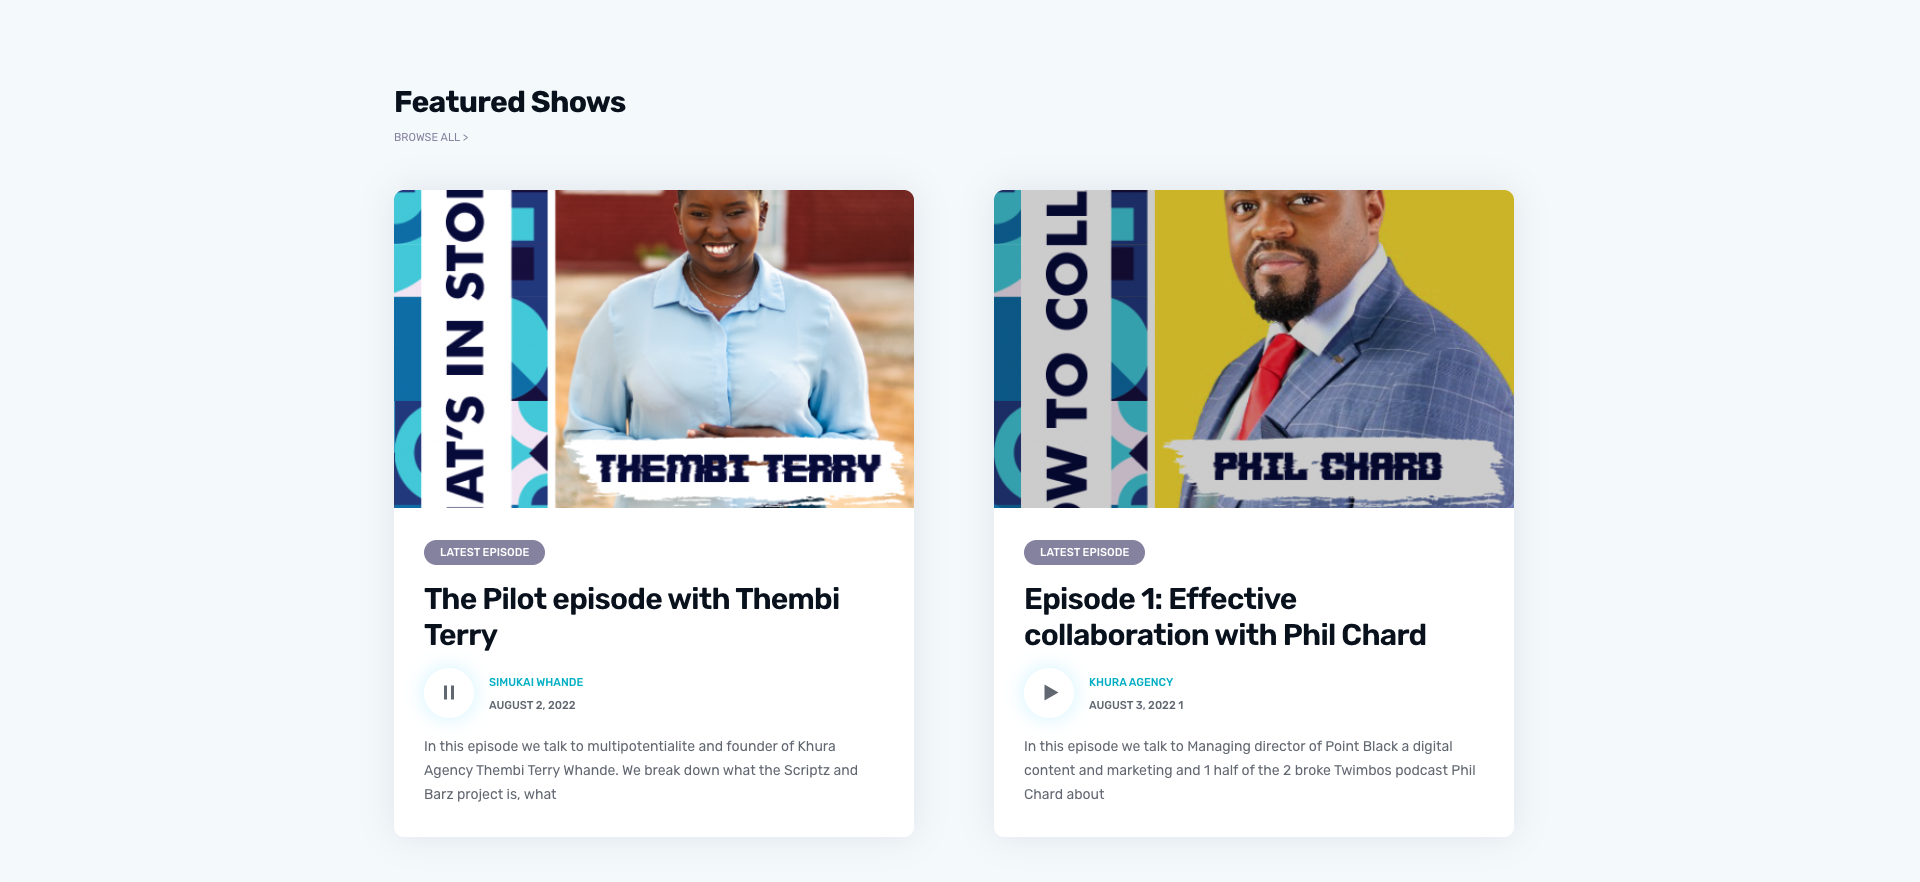 Featured Shows
BROWSE ALL >
AT'S IN STO
THEMBI TERRY
LATEST EPISODE
The Pilot episode with Thembi
Terry
SIMUKAI WHANDE
AUGUST 2, 2022
In this episode we talk to multipotentialite and founder of Khura
Agency Thembi Terry Whande. We break down what the Scriptz and
Barz project is, what
OW TO COLL
PHIL CHARD
LATEST EPISODE
Episode 1: Effective
collaboration with Phil Chard
KHURA AGENCY
AUGUST 3, 2022 1
In this episode we talk to Managing director of Point Black a digital
content and marketing and 1 half of the 2 broke Twimbos podcast Phil
Chard about